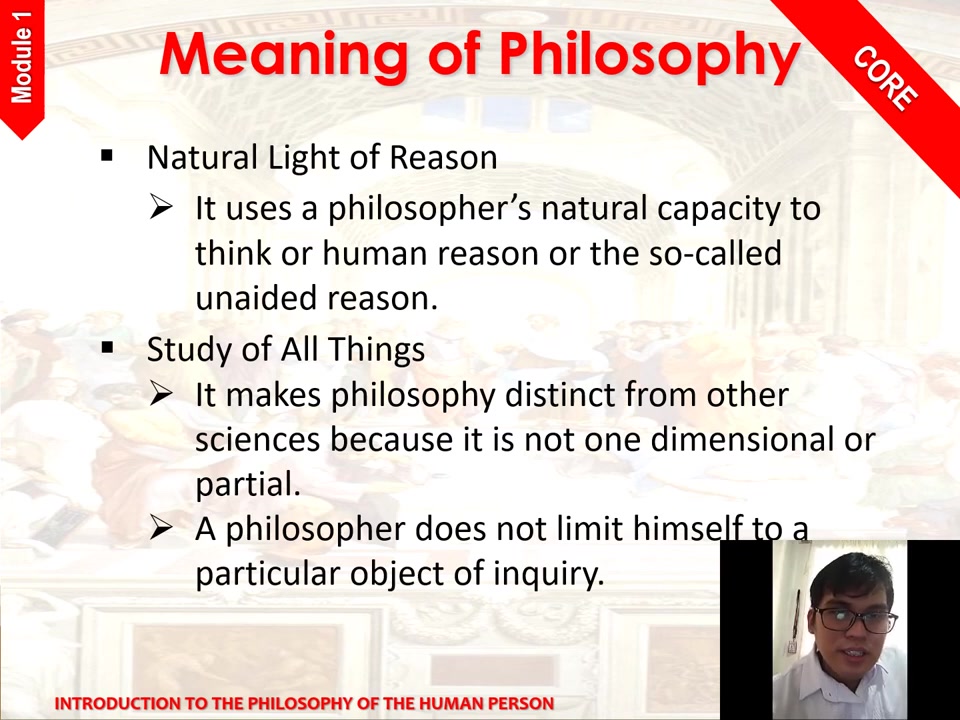 Module 1
Meaning of Philosophy
CORE
▪ Natural Light of Reason
➢ It uses a philosopher’s natural capacity to
think or human reason or the so-called
unaided reason.
▪ Study of All Things
➢ It makes philosophy distinct from other
sciences because it is not one dimensional or
partial.
➢ A philosopher does not limit himself to a
particular object of inquiry.
INTRODUCTION TO THE PHILOSOPHY OF THE HUMAN PERSON